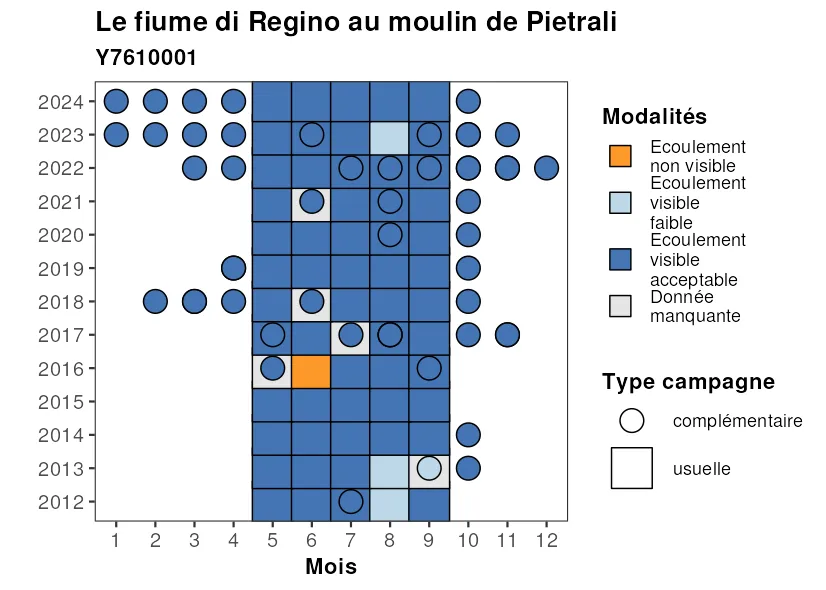 Le fiume di Regino au moulin de Pietrali
Y7610001
2024
2023
2022
2021
2020
2019
2018
2017
2016
2015
2014
2013
2012
1 2 3 4 5 6 7 8 9 10 11 12
Mois
Modalités
Ecoulement
non visible
Ecoulement
visible
faible
Ecoulement
visible
acceptable
Donnée
manquante
Type campagne
complémentaire
usuelle